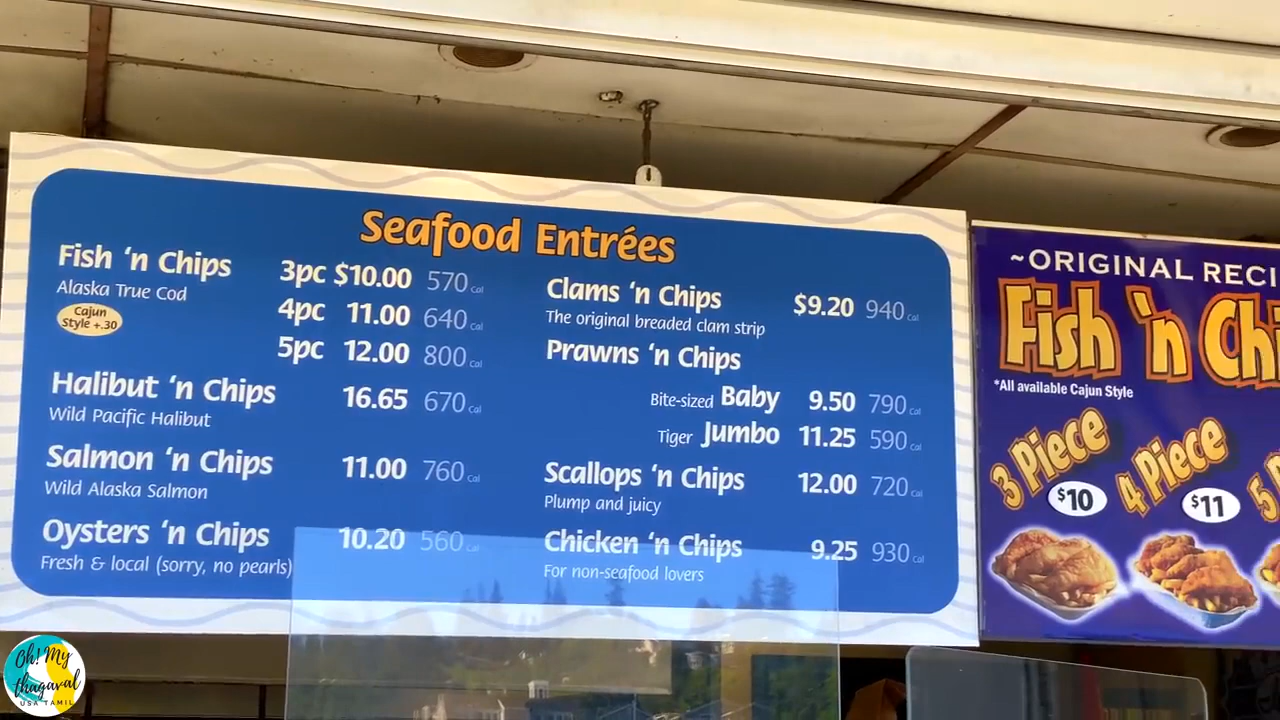 Seafood Entrées
Fish 'n Chips 3pc $10.00 570 Cal
Alaska True Cod
Cajun
Style +.30
4pc 11.00 640 Cal
5pc 12.00 800 Cal
Halibut 'n Chips 16.65 670 Cal
Wild Pacific Halibut
Salmon 'n Chips 11.00 760 Cal
Wild Alaska Salmon
Oysters 'n Chips 10.20 560 Cal
Fresh & local (sorry, no pearls)
Clams 'n Chips $9.20 940 Cal
The original breaded clam strip
Prawns 'n Chips
Bite-sized Baby 9.50 790 Cal
Tiger Jumbo 11.25 590 Cal
Scallops 'n Chips 12.00 720 Cal
Plump and juicy
Chicken 'n Chips 9.25 930 Cal
For non-seafood lovers
~ORIGINAL RECI
Fish 'n Chi
*All available Cajun Style
3 Piece
$10
4 Piece
$11
5
Oh! My
thagaval
USA TAMIL